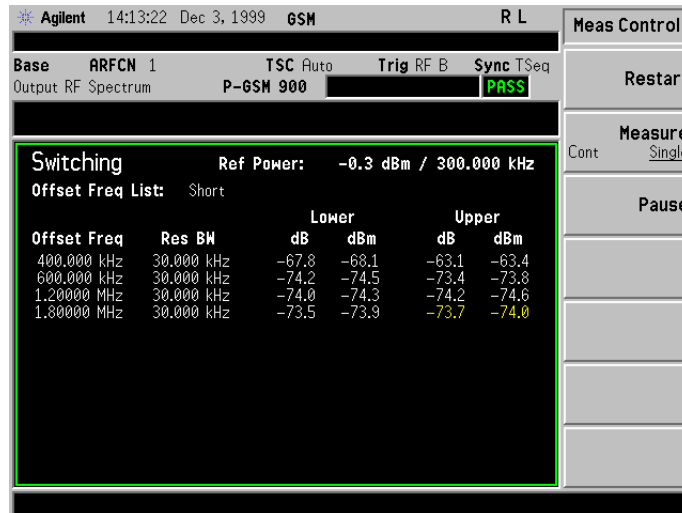 Agilent 14:13:22 Dec 3, 1999 GSM R L
Meas Control
Base ARFCN 1 TSC Auto Trig RF B Sync TSeq
Output RF Spectrum P-GSM 900 PASS
Restar
Measure
Cont Single
Pause
Switching Ref Power: -0.3 dBm / 300.000 kHz
Offset Freq List: Short
Lower Upper
Offset Freq Res BW dB dBm dB dBm
400.000 kHz 30.000 kHz -67.8 -68.1 -63.1 -63.4
600.000 kHz 30.000 kHz -74.2 -74.5 -73.4 -73.8
1.20000 MHz 30.000 kHz -74.0 -74.3 -74.2 -74.6
1.80000 MHz 30.000 kHz -73.5 -73.9 -73.7 -74.0